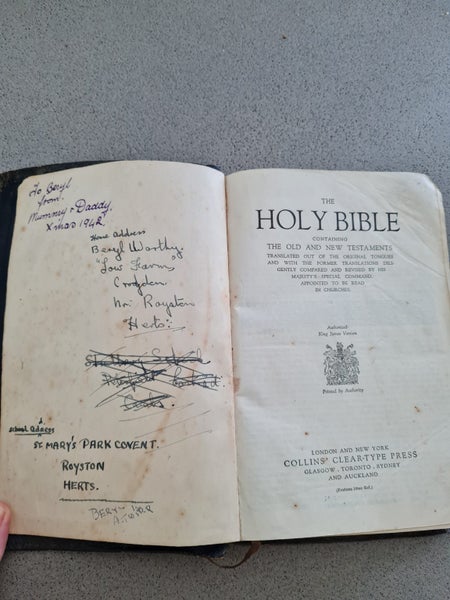 To Beryl
from
Mummy & Daddy.
Xmas 1942.
Home Address
Beryl Worthy.
"Low Farm"
Croydon
Nr: Royston
Herts:
School Address
ST MARY'S PARK COVENT.
ROYSTON
HERTS.
BERYL
THE
HOLY BIBLE
CONTAINING
THE OLD AND NEW TESTAMENTS
TRANSLATED OUT OF THE ORIGINAL TONGUES
AND WITH THE FORMER TRANSLATIONS DILI-
GENTLY COMPARED AND REVISED BY HIS
MAJESTY'S SPECIAL COMMAND.
APPOINTED TO BE READ
IN CHURCHES.
Authorized
King James Version
Printed by Authority
LONDON AND NEW YORK
COLLINS' CLEAR-TYPE PRESS
GLASGOW . TORONTO . SYDNEY
AND AUCKLAND